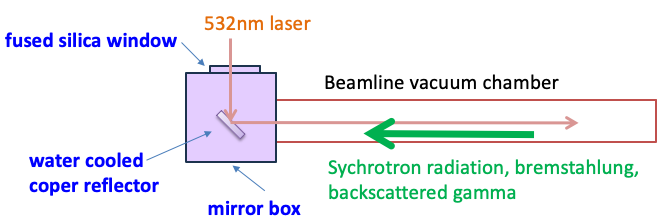 532nm laser
fused silica window
Beamline vacuum chamber
water cooled
coper reflector
Sychrotron radiation, bremstahlung,
backscattered gamma
mirror box